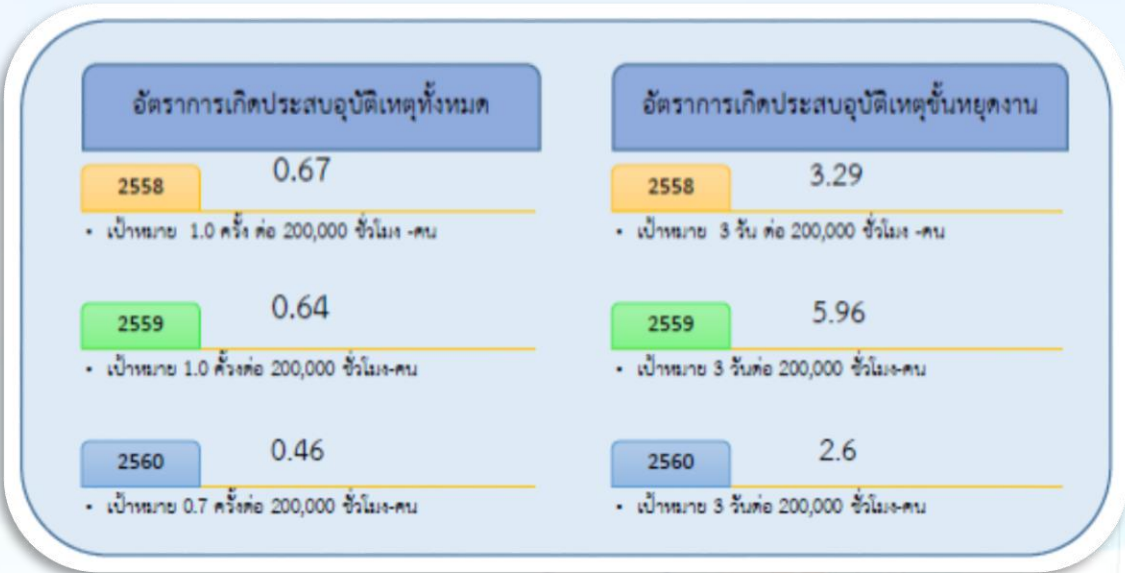 อัตราการเกิดประสบอุบัติเหตุทั้งหมด
2558
0.67
• เป้าหมาย 1.0 ครั้ง ต่อ 200,000 ชั่วโมง -คน
2559
0.64
• เป้าหมาย 1.0 ครั้งต่อ 200,000 ชั่วโมง-คน
2560
0.46
• เป้าหมาย 0.7 ครั้งต่อ 200,000 ชั่วโมง-คน
อัตราการเกิดประสบอุบัติเหตุขั้นหยุดงาน
2558
3.29
• เป้าหมาย 3 วัน ต่อ 200,000 ชั่วโมง -คน
2559
5.96
• เป้าหมาย 3 วันต่อ 200,000 ชั่วโมง-คน
2560
2.6
• เป้าหมาย 3 วันต่อ 200,000 ชั่วโมง-คน